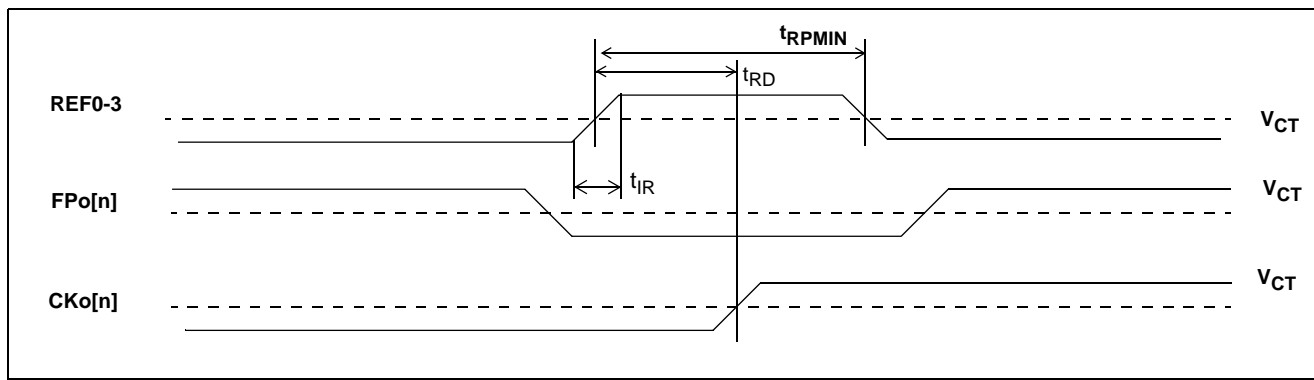 tRPMIN
tRD
REF0-3
VCT
tIR
FPo[n]
VCT
CKo[n]
VCT